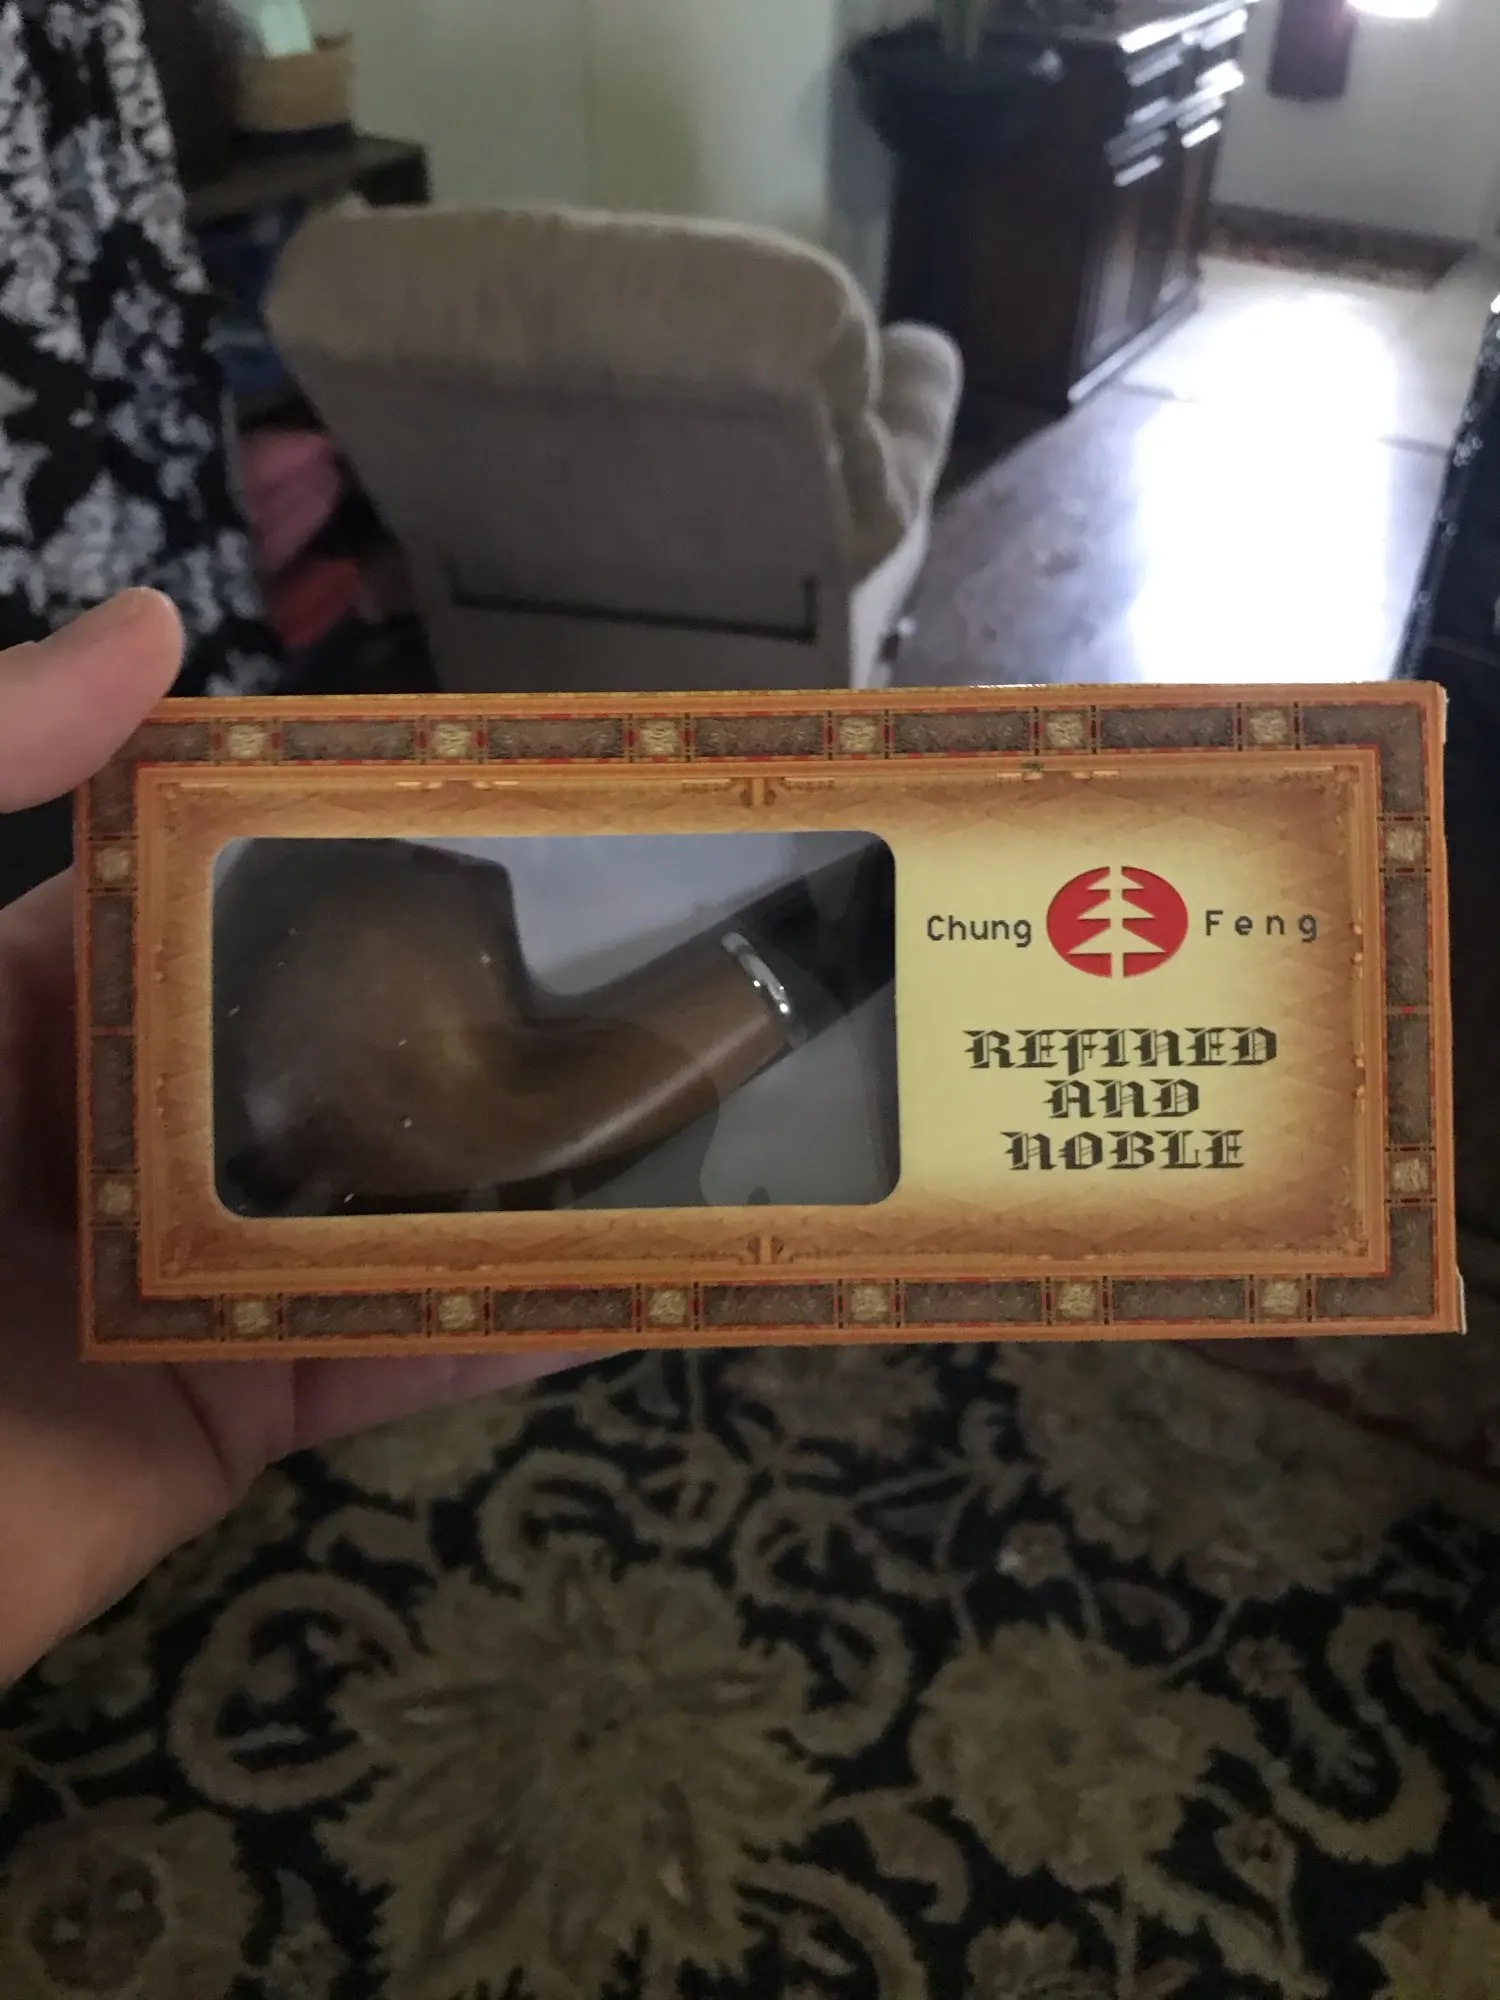 Chung Feng
REFINED
AND
NOBLE